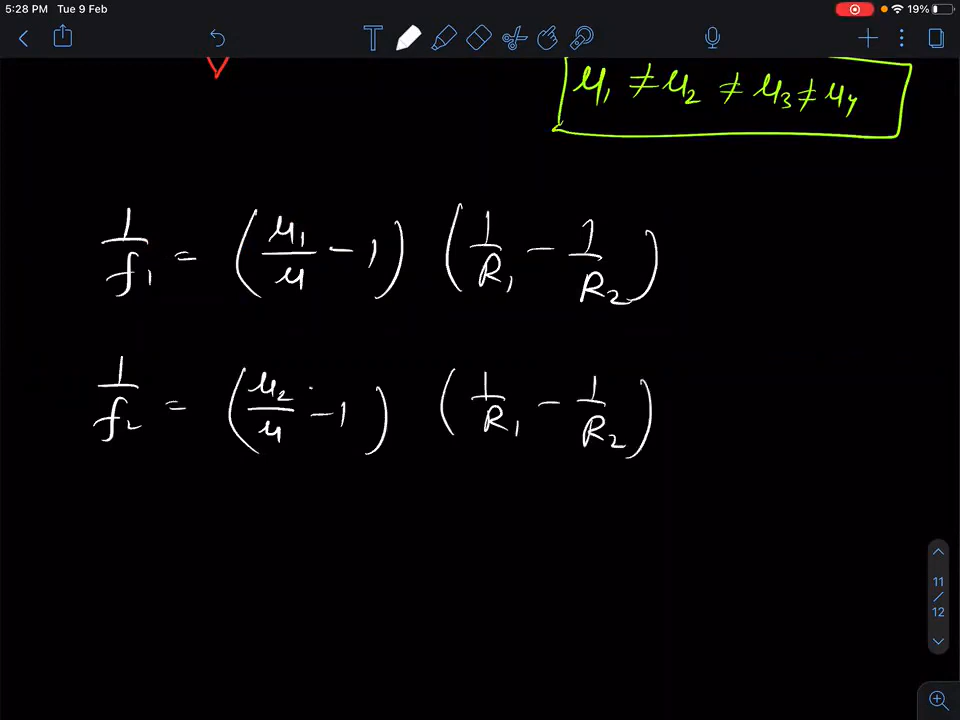 5:28 PM Tue 9 Feb 19%
T
μ₁ ≠ μ₂ ≠ μ₃ ≠ μ₄
1/f₁ = (μ₁/μ − 1) (1/R₁ − 1/R₂)
1/f₂ = (μ₂/μ − 1) (1/R₁ − 1/R₂)
11
/
12